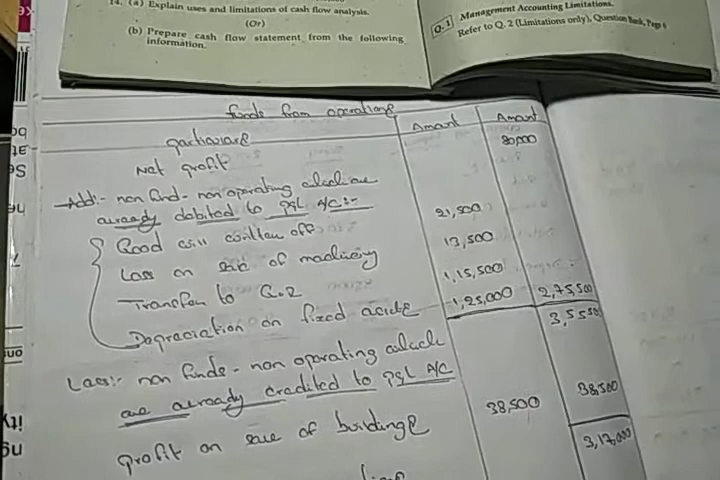 14. (a) Explain uses and limitations of cash flow analysis.
(Or)
(b) Prepare cash flow statement from the following
information.
Q. 1 Management Accounting Limitations.
Refer to Q. 2 (Limitations only), Question Bank, Page 6
funds from operations
particulars Amount Amount
Net profit 80,000
Add:- non fund - non operating which are
already debited to P&L A/c:-
Good will written off 21,500
Loss on sale of machinery 13,500
Transfer to G.R 1,15,500
Depreciation on fixed assets 1,25,000 2,75,500
3,55,500
Less:- non funds - non operating which
are already credited to P&L A/C
profit on sale of buildings 38,500 38,500
3,17,000